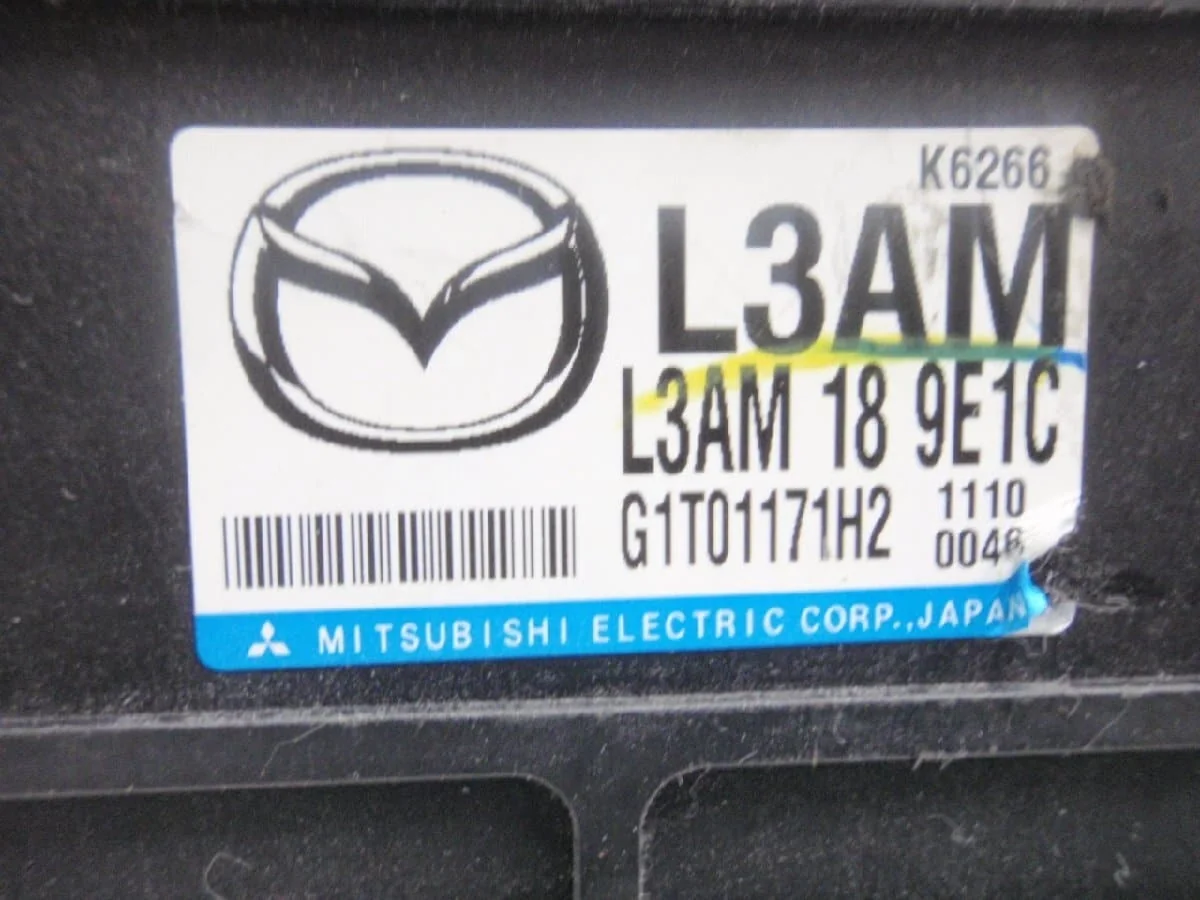 K6266
L3AM
L3AM 18 9E1C
G1T01171H2
1110
0046
MITSUBISHI ELECTRIC CORP.,JAPAN